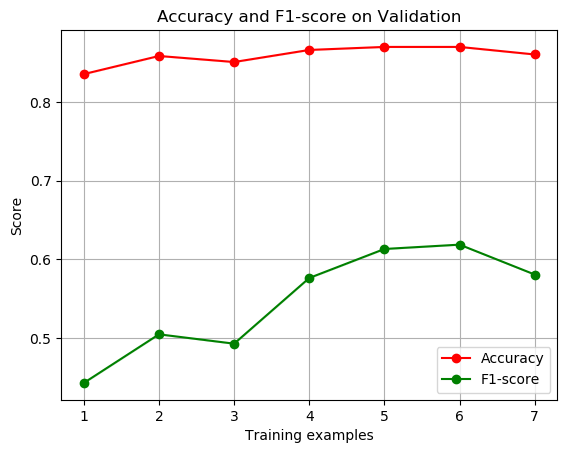 Accuracy and F1-score on Validation
Score
0.8
0.7
0.6
0.5
Accuracy
F1-score
1 2 3 4 5 6 7
Training examples